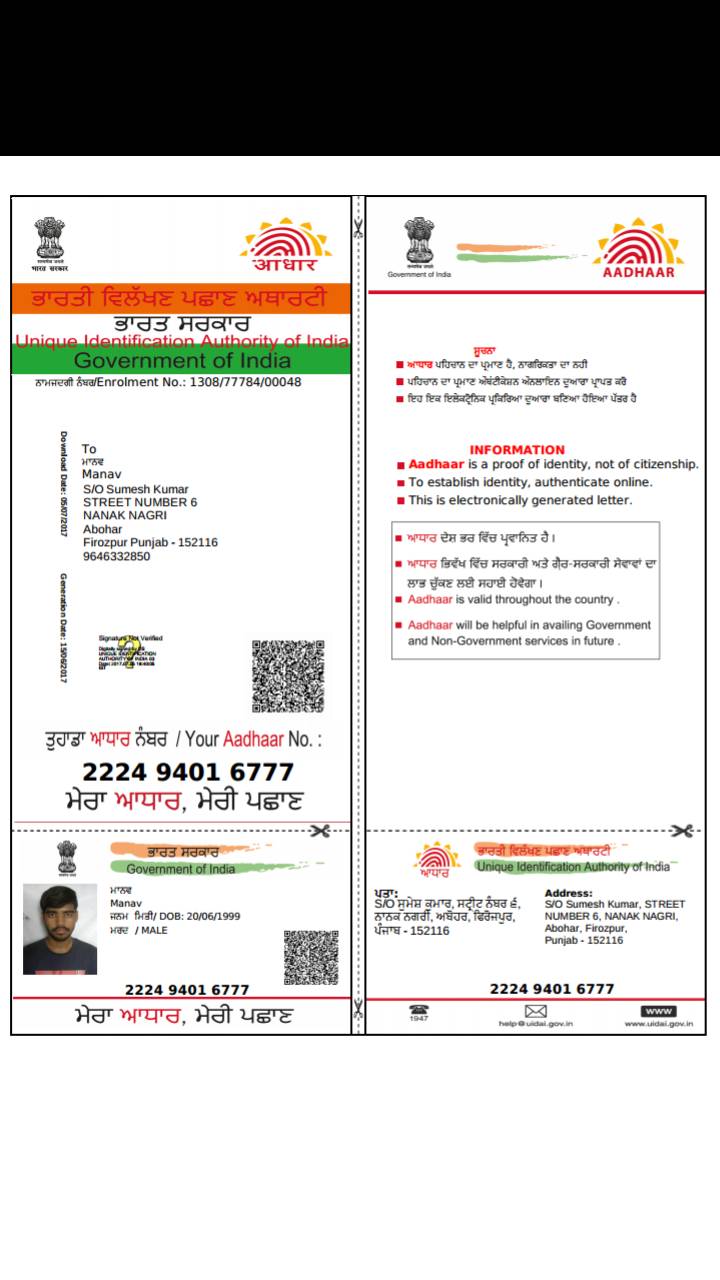 सत्यमेव जयते
भारत सरकार
आधार
ਭਾਰਤੀ ਵਿਲੱਖਣ ਪਛਾਣ ਅਥਾਰਟੀ
ਭਾਰਤ ਸਰਕਾਰ
Unique Identification Authority of India
Government of India
ਨਾਮਜਦਗੀ ਨੰਬਰ/Enrolment No.: 1308/77784/00048
Download Date: 05/07/2017
To
ਮਾਨਵ
Manav
S/O Sumesh Kumar
STREET NUMBER 6
NANAK NAGRI
Abohar
Firozpur Punjab - 152116
9646332850
Generation Date: 15/06/2017
Signature Not Verified
Digitally signed by DS
UNIQUE IDENTIFICATION
AUTHORITY OF INDIA 03
IST
ਤੁਹਾਡਾ ਆਧਾਰ ਨੰਬਰ / Your Aadhaar No. :
2224 9401 6777
ਮੇਰਾ ਆਧਾਰ, ਮੇਰੀ ਪਛਾਣ
ਭਾਰਤ ਸਰਕਾਰ
Government of India
ਮਾਨਵ
Manav
ਜਨਮ ਮਿਤੀ/ DOB: 20/06/1999
ਮਰਦ / MALE
2224 9401 6777
ਮੇਰਾ ਆਧਾਰ, ਮੇਰੀ ਪਛਾਣ
Government of India
AADHAAR
ਸੂਚਨਾ
ਆਧਾਰ ਪਹਿਚਾਨ ਦਾ ਪ੍ਰਮਾਣ ਹੈ, ਨਾਗਰਿਕਤਾ ਦਾ ਨਹੀ
ਪਹਿਚਾਨ ਦਾ ਪ੍ਰਮਾਣ ਔਥੰਟੀਕੇਸ਼ਨ ਔਨਲਾਇਨ ਦੁਆਰਾ ਪ੍ਰਾਪਤ ਕਰੋ
ਇਹ ਇਕ ਇਲੇਕਟ੍ਰੌਨਿਕ ਪ੍ਰਕਿਰਿਆ ਦੁਆਰਾ ਬਣਿਆ ਹੋਇਆ ਪੱਤਰ ਹੈ
INFORMATION
Aadhaar is a proof of identity, not of citizenship.
To establish identity, authenticate online.
This is electronically generated letter.
ਆਧਾਰ ਦੇਸ਼ ਭਰ ਵਿੱਚ ਪ੍ਰਵਾਨਿਤ ਹੈ।
ਆਧਾਰ ਭਿਵੱਖ ਵਿੱਚ ਸਰਕਾਰੀ ਅਤੇ ਗੈਰ-ਸਰਕਾਰੀ ਸੇਵਾਵਾਂ ਦਾ
ਲਾਭ ਚੁੱਕਣ ਲਈ ਸਹਾਈ ਹੋਵੇਗਾ।
Aadhaar is valid throughout the country .
Aadhaar will be helpful in availing Government
and Non-Government services in future .
ਆਧਾਰ
ਭਾਰਤੀ ਵਿਲੱਖਣ ਪਛਾਣ ਅਥਾਰਟੀ
Unique Identification Authority of India
ਪਤਾ:
S/O ਸੁਮੇਸ਼ ਕੁਮਾਰ, ਸਟ੍ਰੀਟ ਨੰਬਰ ੬,
ਨਾਨਕ ਨਗਰੀ, ਅਬੋਹਰ, ਫਿਰੋਜਪੁਰ,
ਪੰਜਾਬ - 152116
Address:
S/O Sumesh Kumar, STREET
NUMBER 6, NANAK NAGRI,
Abohar, Firozpur,
Punjab - 152116
2224 9401 6777
1947
help@uidai.gov.in
www
www.uidai.gov.in